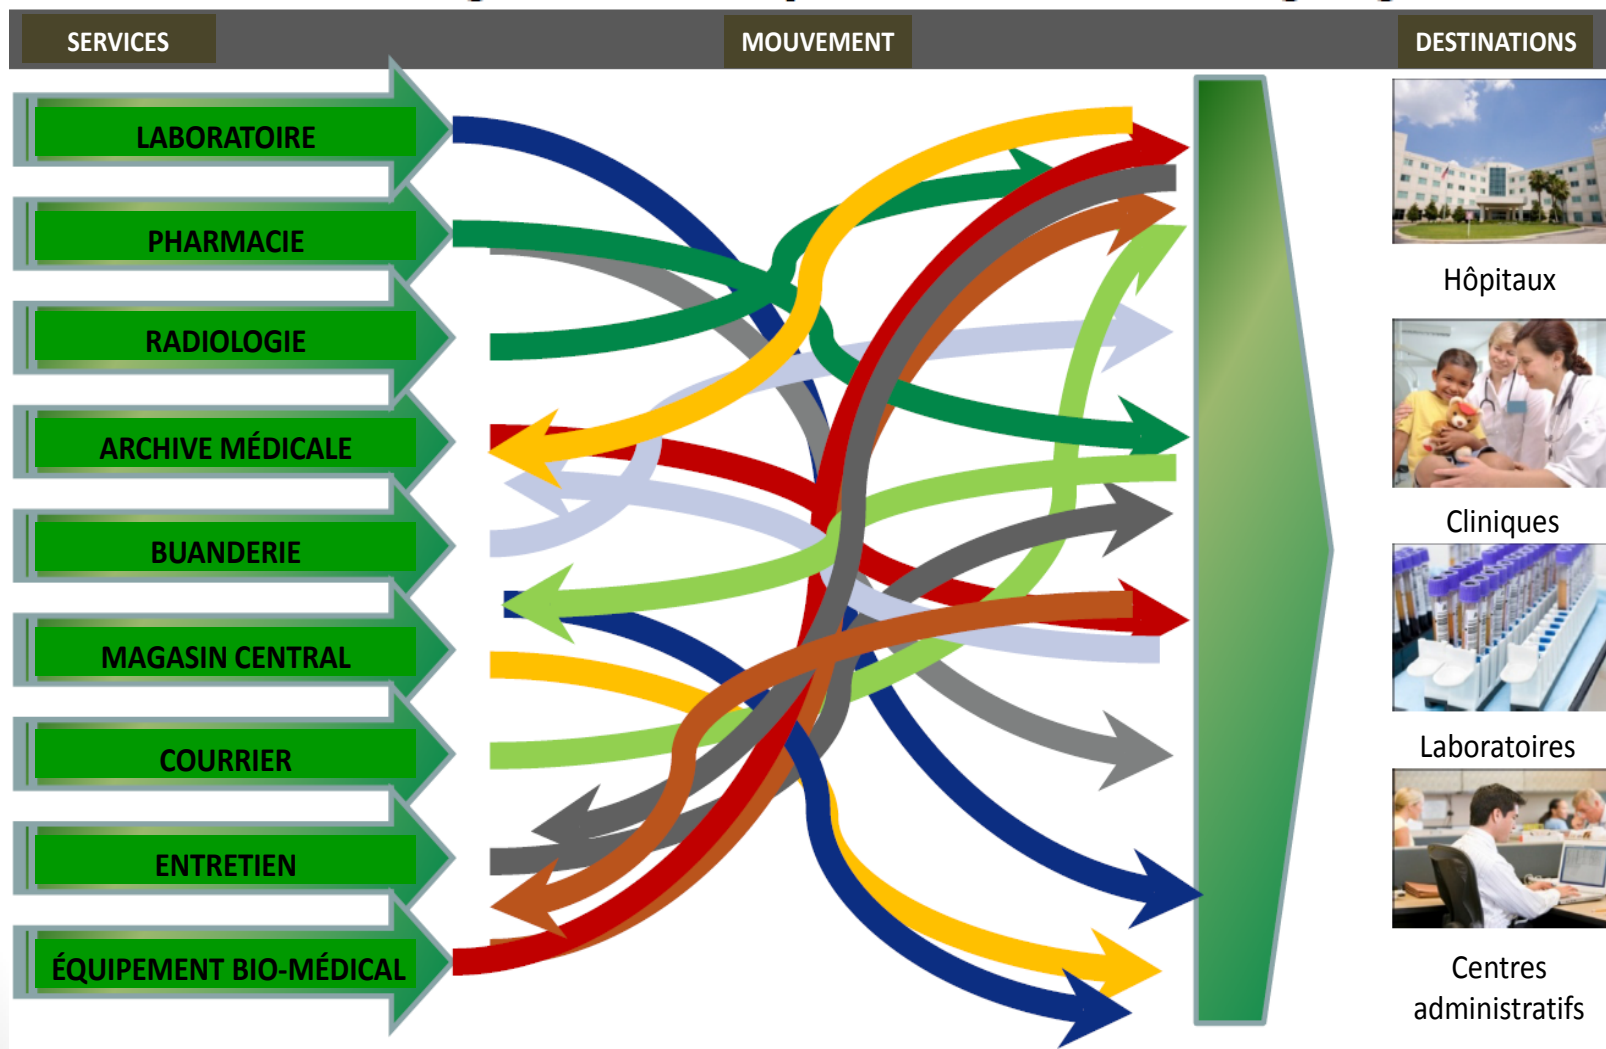 SERVICES
MOUVEMENT
DESTINATIONS
LABORATOIRE
PHARMACIE
RADIOLOGIE
ARCHIVE MÉDICALE
BUANDERIE
MAGASIN CENTRAL
COURRIER
ENTRETIEN
ÉQUIPEMENT BIO-MÉDICAL
Hôpitaux
Cliniques
Laboratoires
Centres
administratifs